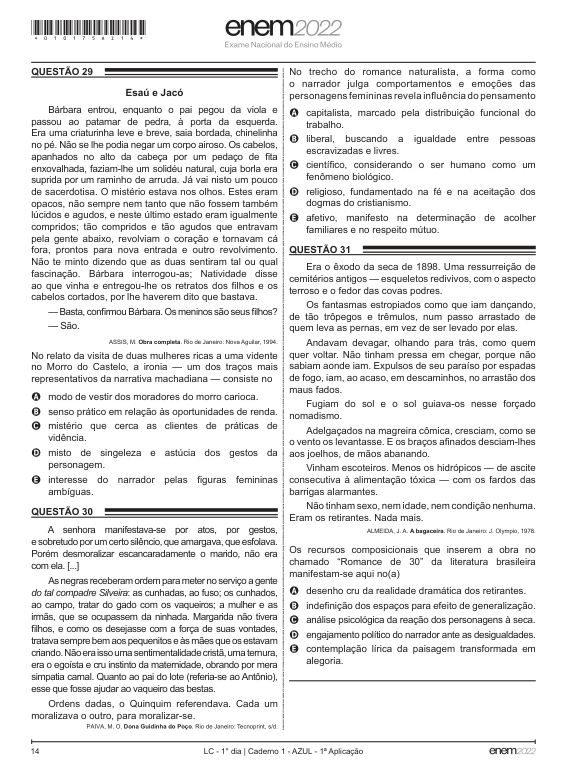 *010175AZ14*
enem2022
Exame Nacional do Ensino Médio
QUESTÃO 29
Esaú e Jacó
Bárbara entrou, enquanto o pai pegou da viola e
passou ao patamar de pedra, à porta da esquerda.
Era uma criaturinha leve e breve, saia bordada, chinelinha
no pé. Não se lhe podia negar um corpo airoso. Os cabelos,
apanhados no alto da cabeça por um pedaço de fita
enxovalhada, faziam-lhe um solidéu natural, cuja borla era
suprida por um raminho de arruda. Já vai nisto um pouco
de sacerdotisa. O mistério estava nos olhos. Estes eram
opacos, não sempre nem tanto que não fossem também
lúcidos e agudos, e neste último estado eram igualmente
compridos; tão compridos e tão agudos que entravam
pela gente abaixo, revolviam o coração e tornavam cá
fora, prontos para nova entrada e outro revolvimento.
Não te minto dizendo que as duas sentiram tal ou qual
fascinação. Bárbara interrogou-as; Natividade disse
ao que vinha e entregou-lhe os retratos dos filhos e os
cabelos cortados, por lhe haverem dito que bastava.
— Basta, confirmou Bárbara. Os meninos são seus filhos?
— São.
ASSIS, M. Obra completa. Rio de Janeiro: Nova Aguilar, 1994.
No relato da visita de duas mulheres ricas a uma vidente
no Morro do Castelo, a ironia — um dos traços mais
representativos da narrativa machadiana — consiste no
A modo de vestir dos moradores do morro carioca.
B senso prático em relação às oportunidades de renda.
C mistério que cerca as clientes de práticas de
vidência.
D misto de singeleza e astúcia dos gestos da
personagem.
E interesse do narrador pelas figuras femininas
ambíguas.
QUESTÃO 30
A senhora manifestava-se por atos, por gestos,
e sobretudo por um certo silêncio, que amargava, que esfolava.
Porém desmoralizar escancaradamente o marido, não era
com ela. [...]
As negras receberam ordem para meter no serviço a gente
do tal compadre Silveira: as cunhadas, ao fuso; os cunhados,
ao campo, tratar do gado com os vaqueiros; a mulher e as
irmãs, que se ocupassem da ninhada. Margarida não tivera
filhos, e como os desejasse com a força de suas vontades,
tratava sempre bem aos pequenitos e às mães que os estavam
criando. Não era isso uma sentimentalidade cristã, uma ternura,
era o egoísta e cru instinto da maternidade, obrando por mera
simpatia carnal. Quanto ao pai do lote (referia-se ao Antônio),
esse que fosse ajudar ao vaqueiro das bestas.
Ordens dadas, o Quinquim referendava. Cada um
moralizava o outro, para moralizar-se.
PAIVA, M. O. Dona Guidinha do Poço. Rio de Janeiro: Tecnoprint, s/d.
No trecho do romance naturalista, a forma como
o narrador julga comportamentos e emoções das
personagens femininas revela influência do pensamento
A capitalista, marcado pela distribuição funcional do
trabalho.
B liberal, buscando a igualdade entre pessoas
escravizadas e livres.
C científico, considerando o ser humano como um
fenômeno biológico.
D religioso, fundamentado na fé e na aceitação dos
dogmas do cristianismo.
E afetivo, manifesto na determinação de acolher
familiares e no respeito mútuo.
QUESTÃO 31
Era o êxodo da seca de 1898. Uma ressurreição de
cemitérios antigos — esqueletos redivivos, com o aspecto
terroso e o fedor das covas podres.
Os fantasmas estropiados como que iam dançando,
de tão trôpegos e trêmulos, num passo arrastado de
quem leva as pernas, em vez de ser levado por elas.
Andavam devagar, olhando para trás, como quem
quer voltar. Não tinham pressa em chegar, porque não
sabiam aonde iam. Expulsos de seu paraíso por espadas
de fogo, iam, ao acaso, em descaminhos, no arrastão dos
maus fados.
Fugiam do sol e o sol guiava-os nesse forçado
nomadismo.
Adelgaçados na magreira cômica, cresciam, como se
o vento os levantasse. E os braços afinados desciam-lhes
aos joelhos, de mãos abanando.
Vinham escoteiros. Menos os hidrópicos — de ascite
consecutiva à alimentação tóxica — com os fardos das
barrigas alarmantes.
Não tinham sexo, nem idade, nem condição nenhuma.
Eram os retirantes. Nada mais.
ALMEIDA, J. A. A bagaceira. Rio de Janeiro: J. Olympio, 1978.
Os recursos composicionais que inserem a obra no
chamado “Romance de 30” da literatura brasileira
manifestam-se aqui no(a)
A desenho cru da realidade dramática dos retirantes.
B indefinição dos espaços para efeito de generalização.
C análise psicológica da reação dos personagens à seca.
D engajamento político do narrador ante as desigualdades.
E contemplação lírica da paisagem transformada em
alegoria.
14
LC - 1° dia | Caderno 1 - AZUL - 1ª Aplicação
enem2022